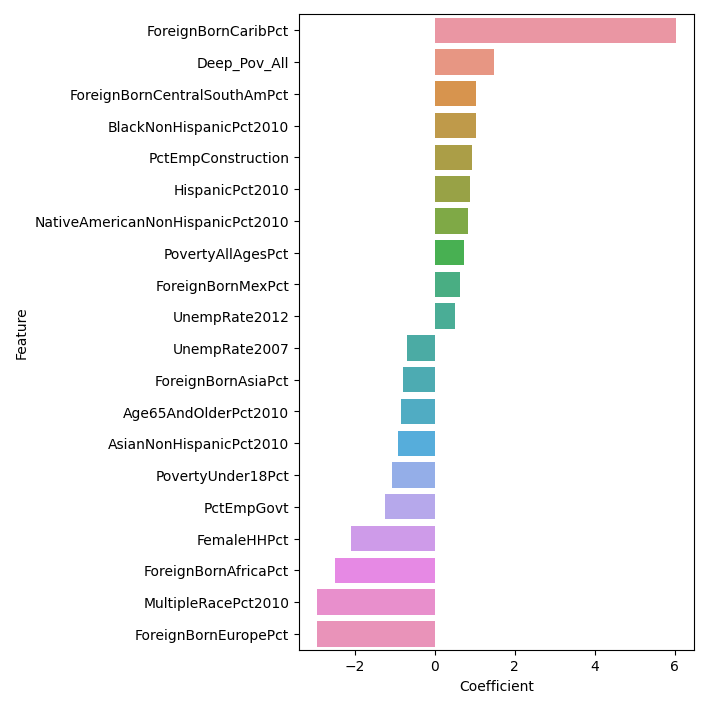 ForeignBornCaribPct
Deep_Pov_All
ForeignBornCentralSouthAmPct
BlackNonHispanicPct2010
PctEmpConstruction
HispanicPct2010
NativeAmericanNonHispanicPct2010
PovertyAllAgesPct
ForeignBornMexPct
UnempRate2012
UnempRate2007
ForeignBornAsiaPct
Age65AndOlderPct2010
AsianNonHispanicPct2010
PovertyUnder18Pct
PctEmpGovt
FemaleHHPct
ForeignBornAfricaPct
MultipleRacePct2010
ForeignBornEuropePct
Feature
−2 0 2 4 6
Coefficient